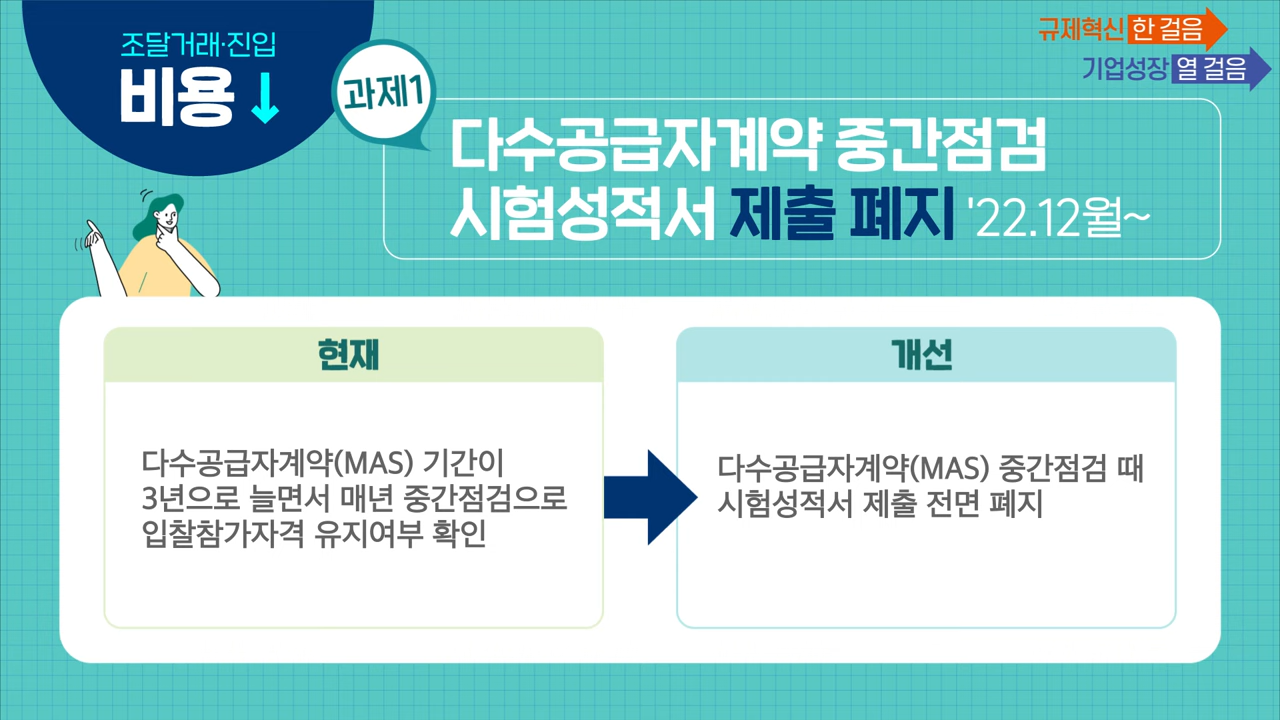 조달거래·진입
비용↓
규제혁신 한 걸음
기업성장 열 걸음
과제1
다수공급자계약 중간점검
시험성적서 제출 폐지 '22.12월~
현재
다수공급자계약(MAS) 기간이
3년으로 늘면서 매년 중간점검으로
입찰참가자격 유지여부 확인
개선
다수공급자계약(MAS) 중간점검 때
시험성적서 제출 전면 폐지